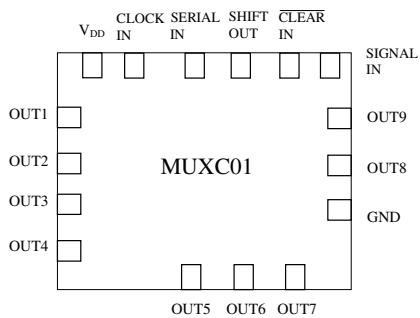 V_DD
CLOCK IN
SERIAL IN
SHIFT OUT
CLEAR IN
SIGNAL IN
OUT1
OUT9
OUT2
MUXC01
OUT8
OUT3
GND
OUT4
OUT5 OUT6 OUT7